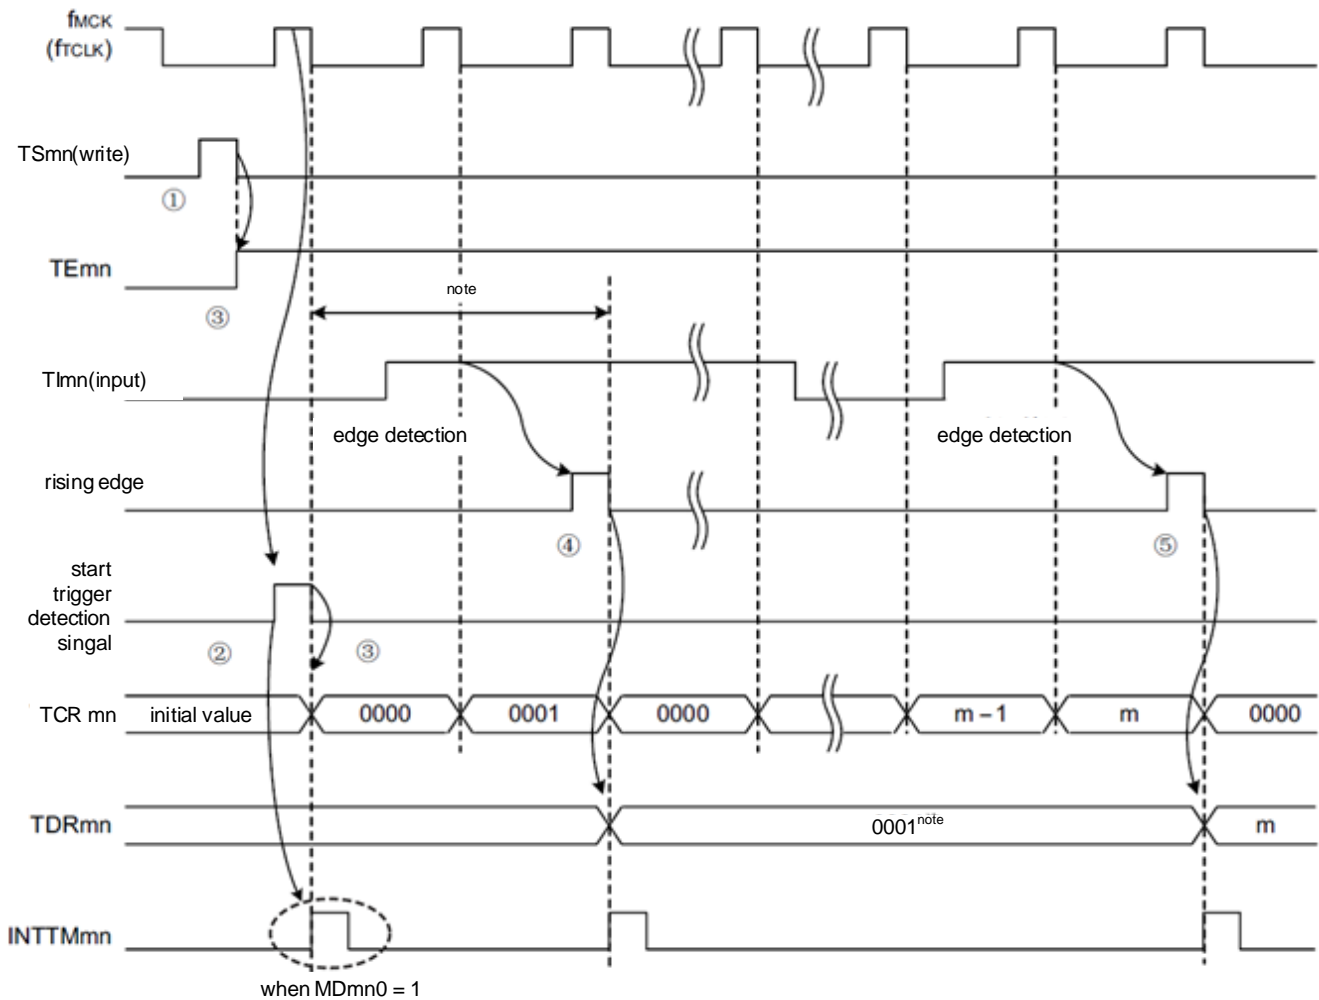 fMCK
(fTCLK)
TSmn(write)
①
TEmn
③
note
TImn(input)
edge detection
edge detection
rising edge
④
⑤
start
trigger
detection
singal
②
③
TCR mn
initial value
0000
0001
0000
m – 1
m
0000
TDRmn
0001note
m
INTTMmn
when MDmn0 = 1